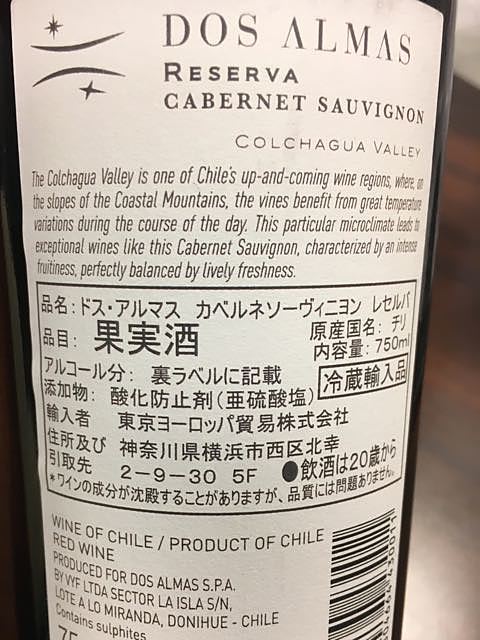 DOS ALMAS
RESERVA
CABERNET SAUVIGNON
COLCHAGUA VALLEY
The Colchagua Valley is one of Chile's up-and-coming wine regions, where, on
the slopes of the Coastal Mountains, the vines benefit from great temperature
variations during the course of the day. This particular microclimate leads to
exceptional wines like this Cabernet Sauvignon, characterized by an intense
fruitiness, perfectly balanced by lively freshness.
品名:ドス・アルマス カベルネソーヴィニヨン レセルバ
品目: 果実酒 原産国名:チリ
内容量:750ml
アルコール分: 裏ラベルに記載 冷蔵輸入品
添加物: 酸化防止剤(亜硫酸塩)
輸入者 東京ヨーロッパ貿易株式会社
住所及び 神奈川県横浜市西区北幸
引取先 2-9-30 5F ●飲酒は20歳から
*ワインの成分が沈殿することがありますが、品質には問題ありません。
WINE OF CHILE / PRODUCT OF CHILE
RED WINE
PRODUCED FOR DOS ALMAS S.P.A.
BY VYF LTDA SECTOR LA ISLA S/N,
LOTE A LO MIRANDA, DONIHUE - CHILE
Contains sulphites
75